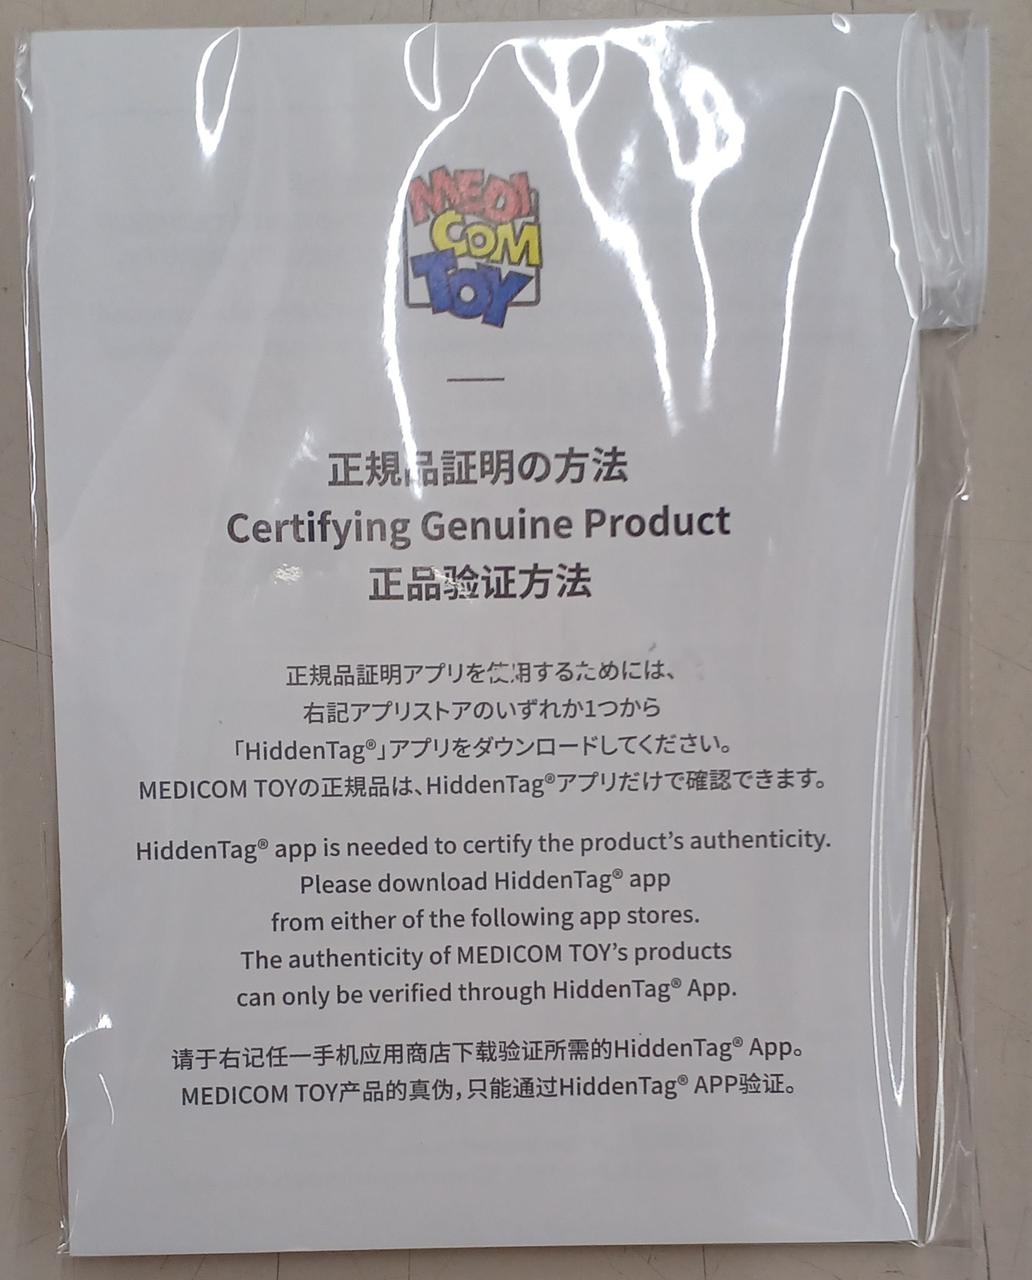 MEDI
COM
TOY
正規品証明の方法
Certifying Genuine Product
正品验证方法
正規品証明アプリを使用するためには、
右記アプリストアのいずれか1つから
「HiddenTag®」アプリをダウンロードしてください。
MEDICOM TOYの正規品は、HiddenTag®アプリだけで確認できます。
HiddenTag® app is needed to certify the product’s authenticity.
Please download HiddenTag® app
from either of the following app stores.
The authenticity of MEDICOM TOY’s products
can only be verified through HiddenTag® App.
请于右记任一手机应用商店下载验证所需的HiddenTag® App。
MEDICOM TOY产品的真伪，只能通过HiddenTag® APP验证。